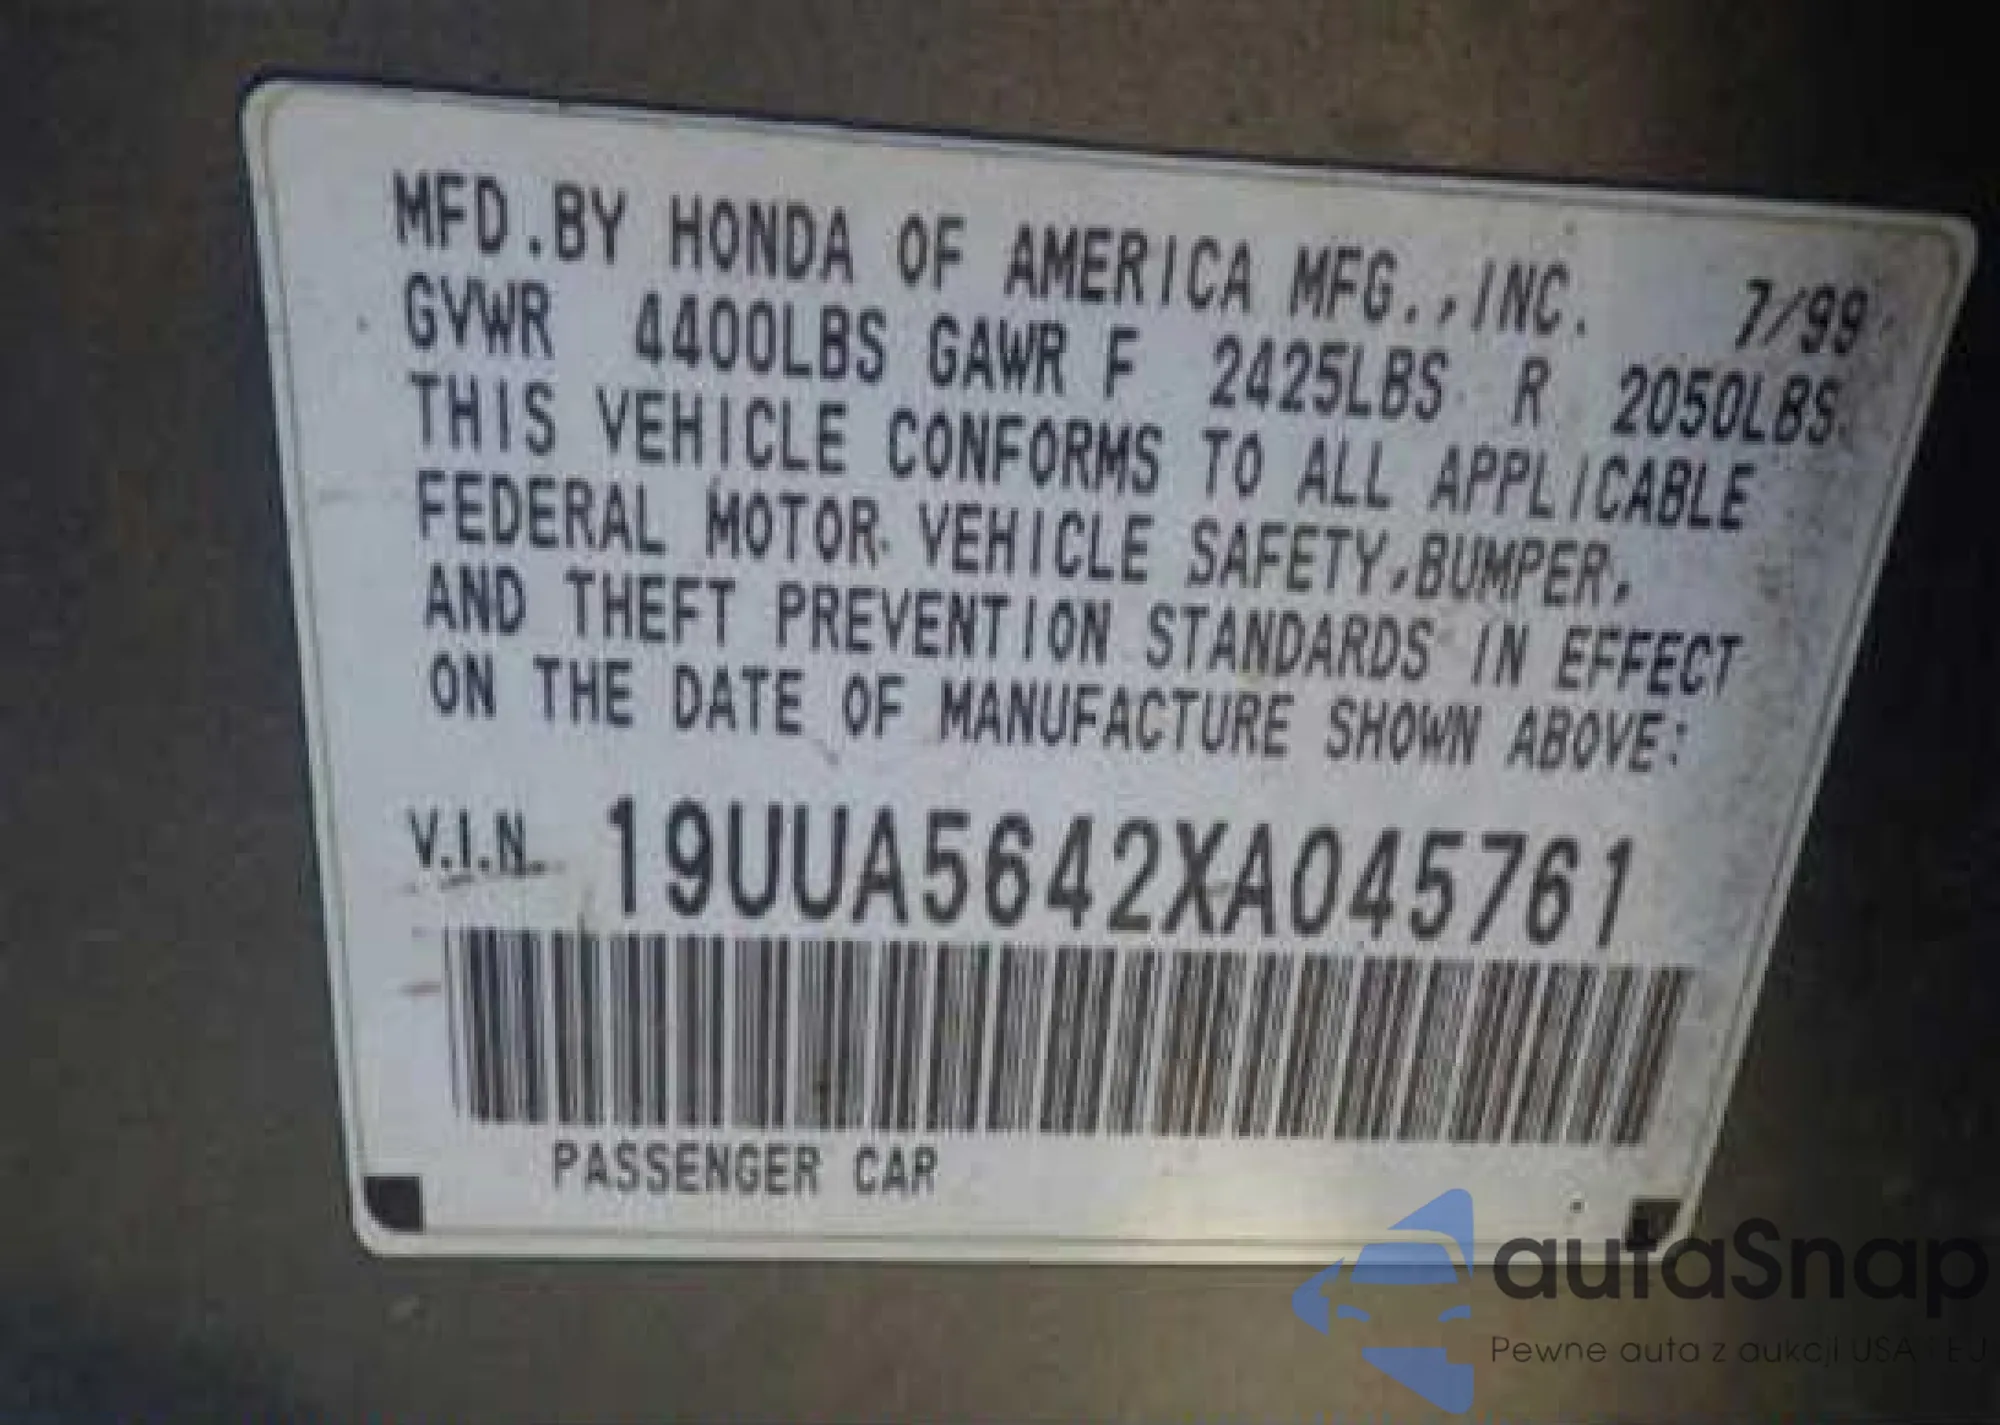 MFD.BY HONDA OF AMERICA MFG.,INC. 7/99
GVWR 4400LBS GAWR F 2425LBS R 2050LBS
THIS VEHICLE CONFORMS TO ALL APPLICABLE
FEDERAL MOTOR VEHICLE SAFETY,BUMPER,
AND THEFT PREVENTION STANDARDS IN EFFECT
ON THE DATE OF MANUFACTURE SHOWN ABOVE:
V.I.N. 19UUA5642XA045761
PASSENGER CAR
autaSnap
Pewne auta z aukcji USA i EU